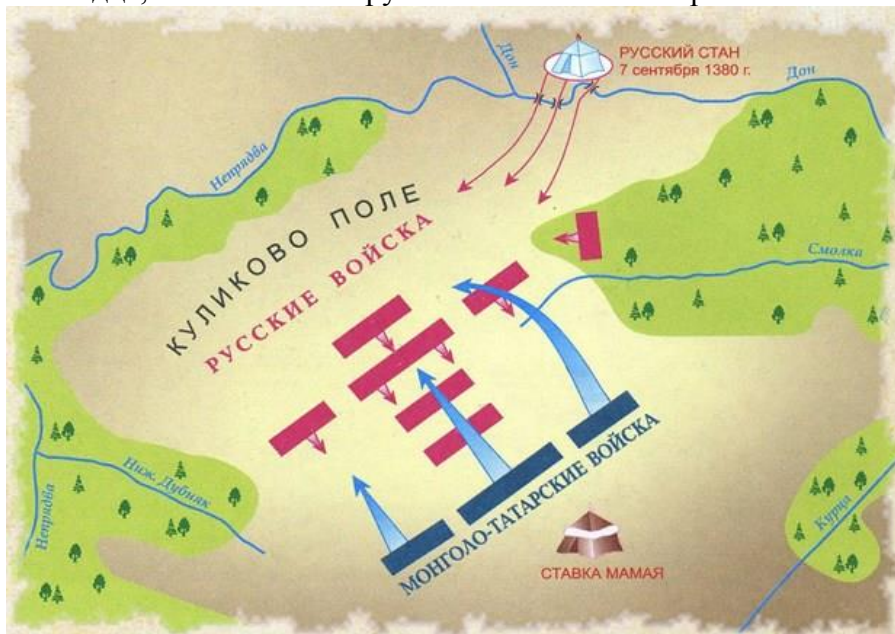 Дон
РУССКИЙ СТАН
7 сентября 1380 г.
Дон
Непрядва
КУЛИКОВО ПОЛЕ
РУССКИЕ ВОЙСКА
Смолка
Ниж. Дубняк
Непрядва
МОНГОЛО-ТАТАРСКИЕ ВОЙСКА
СТАВКА МАМАЯ
Курца